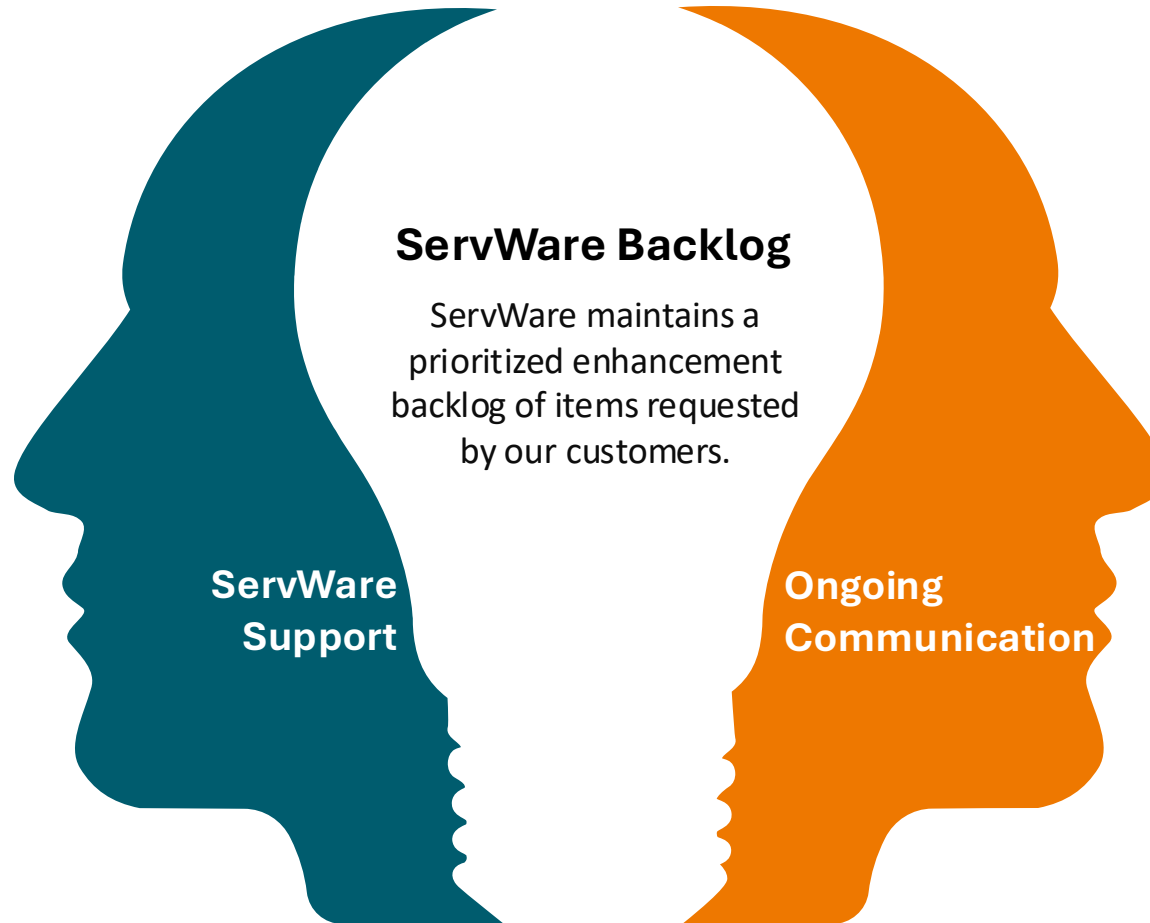 ServWare Backlog
ServWare maintains a
prioritized enhancement
backlog of items requested
by our customers.
ServWare
Support
Ongoing
Communication